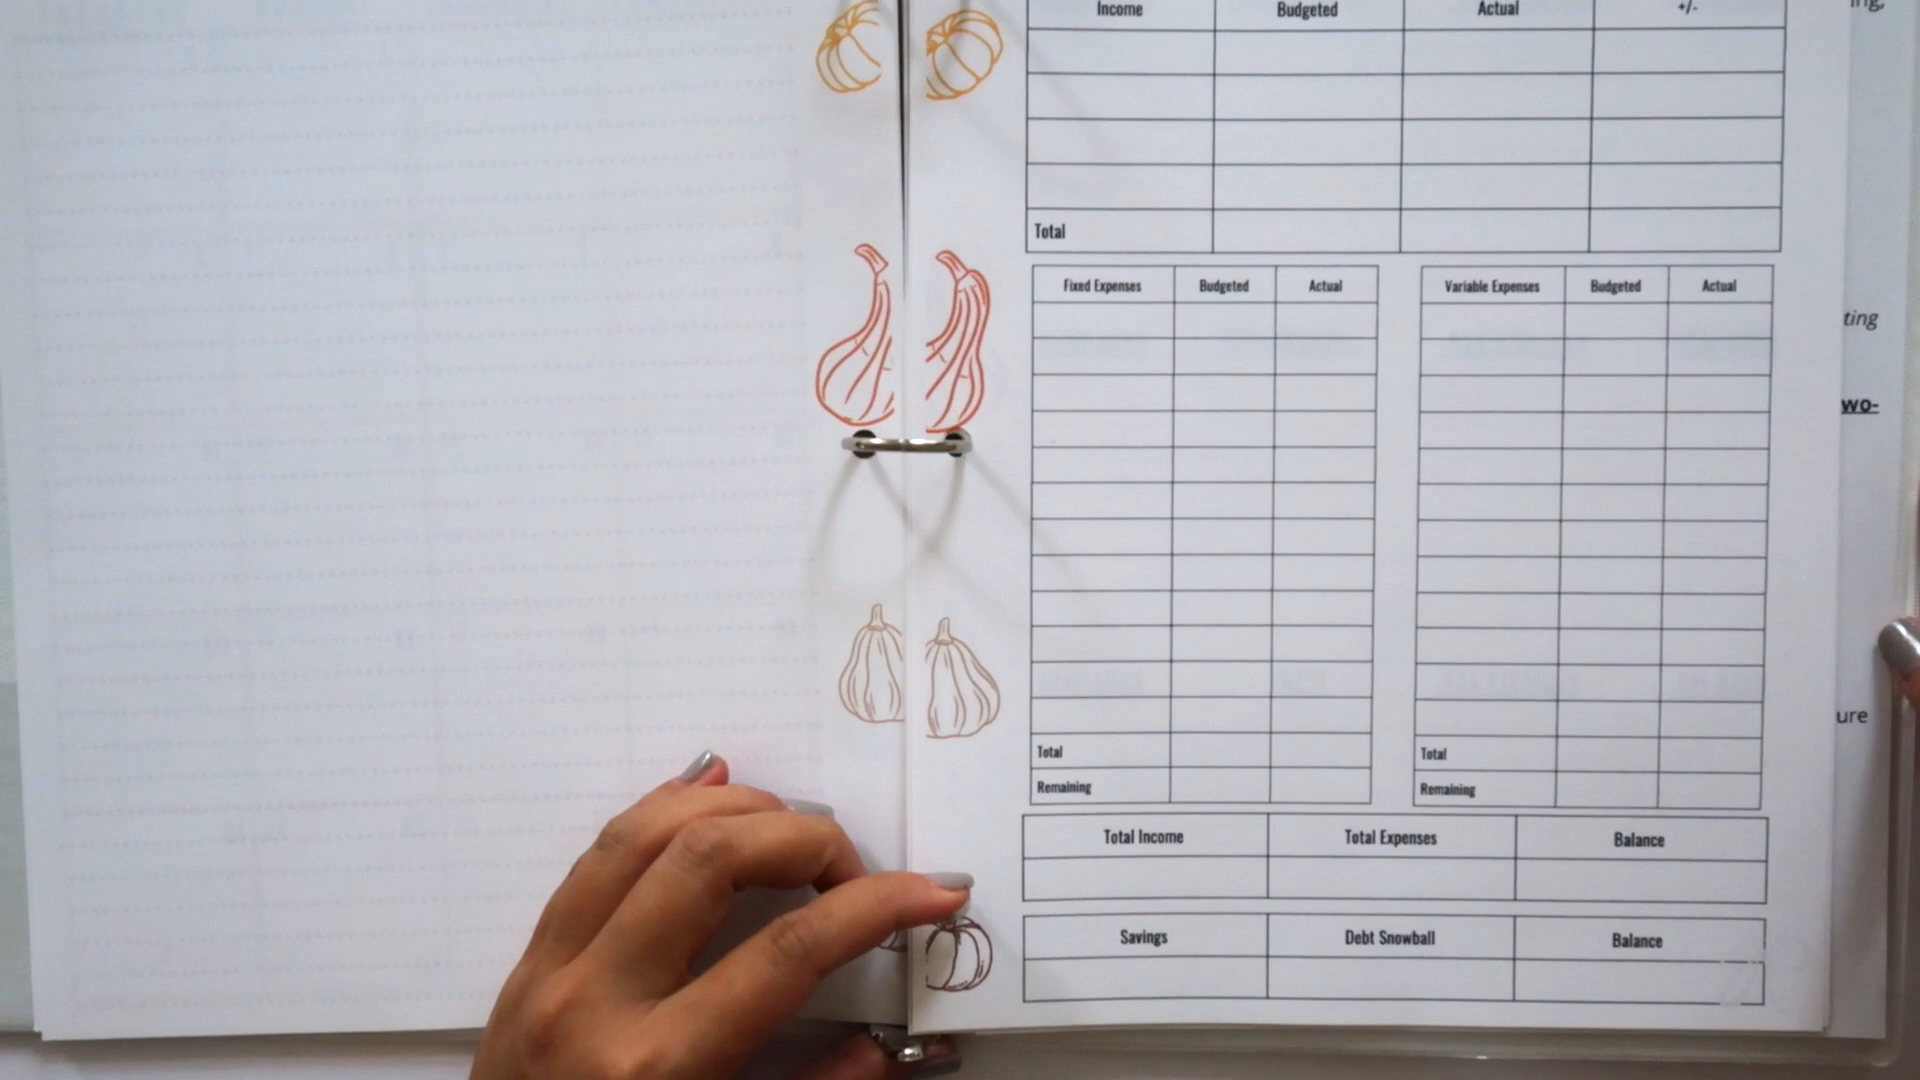 Income Budgeted Actual +/-
Total
Fixed Expenses Budgeted Actual
Total
Remaining
Variable Expenses Budgeted Actual
Total
Remaining
Total Income Total Expenses Balance
Savings Debt Snowball Balance
ting
wo-
ure